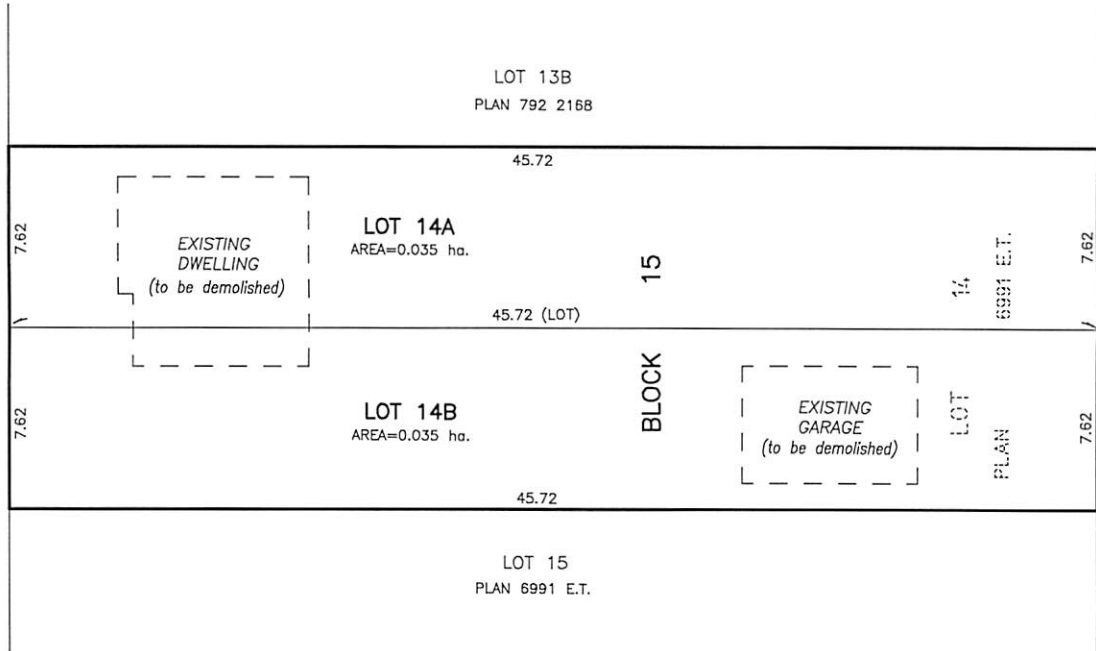 LOT 13B
PLAN 792 2168
45.72
7.62
EXISTING
DWELLING
(to be demolished)
LOT 14A
AREA=0.035 ha.
7.62
45.72 (LOT)
BLOCK 15
LOT 14
PLAN 6991 E.T.
7.62
LOT 14B
AREA=0.035 ha.
EXISTING
GARAGE
(to be demolished)
7.62
45.72
LOT 15
PLAN 6991 E.T.